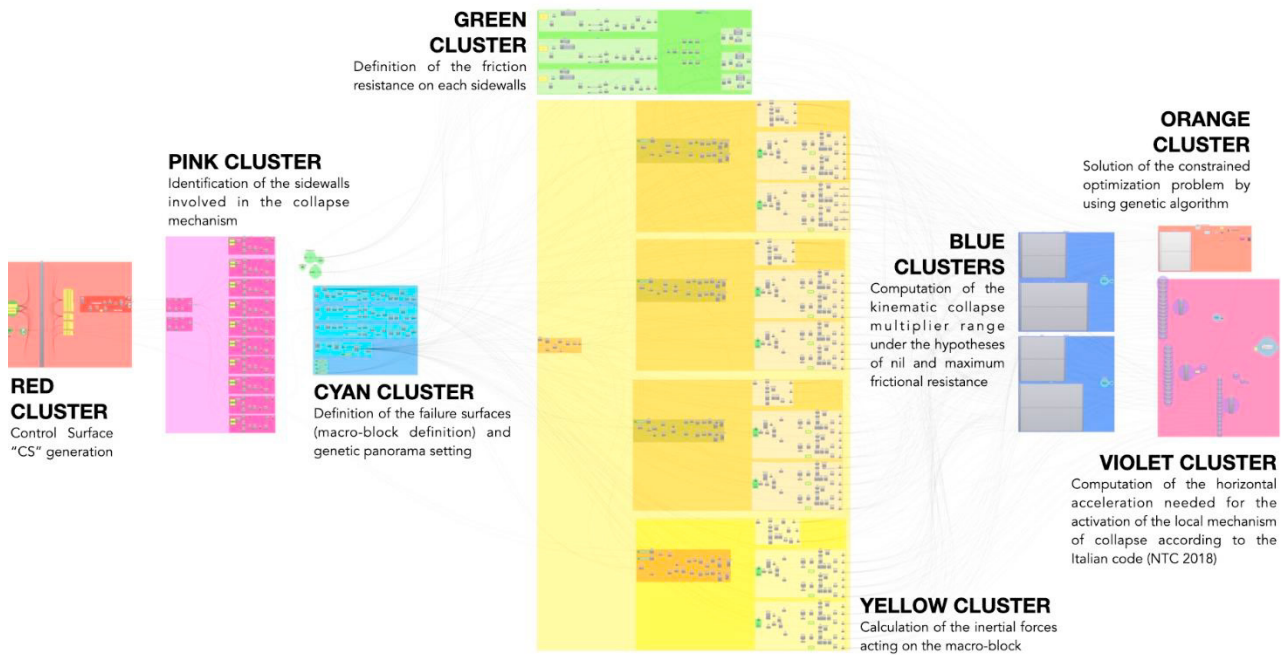 GREEN
CLUSTER
Definition of the friction
resistance on each sidewalls
PINK CLUSTER
Identification of the sidewalls
involved in the collapse
mechanism
RED
CLUSTER
Control Surface
"CS" generation
CYAN CLUSTER
Definition of the failure surfaces
(macro-block definition) and
genetic panorama setting
BLUE
CLUSTERS
Computation of the
kinematic collapse
multiplier range
under the hypotheses
of nil and maximum
frictional resistance
ORANGE
CLUSTER
Solution of the constrained
optimization problem by
using genetic algorithm
VIOLET CLUSTER
Computation of the horizontal
acceleration needed for the
activation of the local mechanism
of collapse according to the
Italian code (NTC 2018)
YELLOW CLUSTER
Calculation of the inertial forces
acting on the macro-block